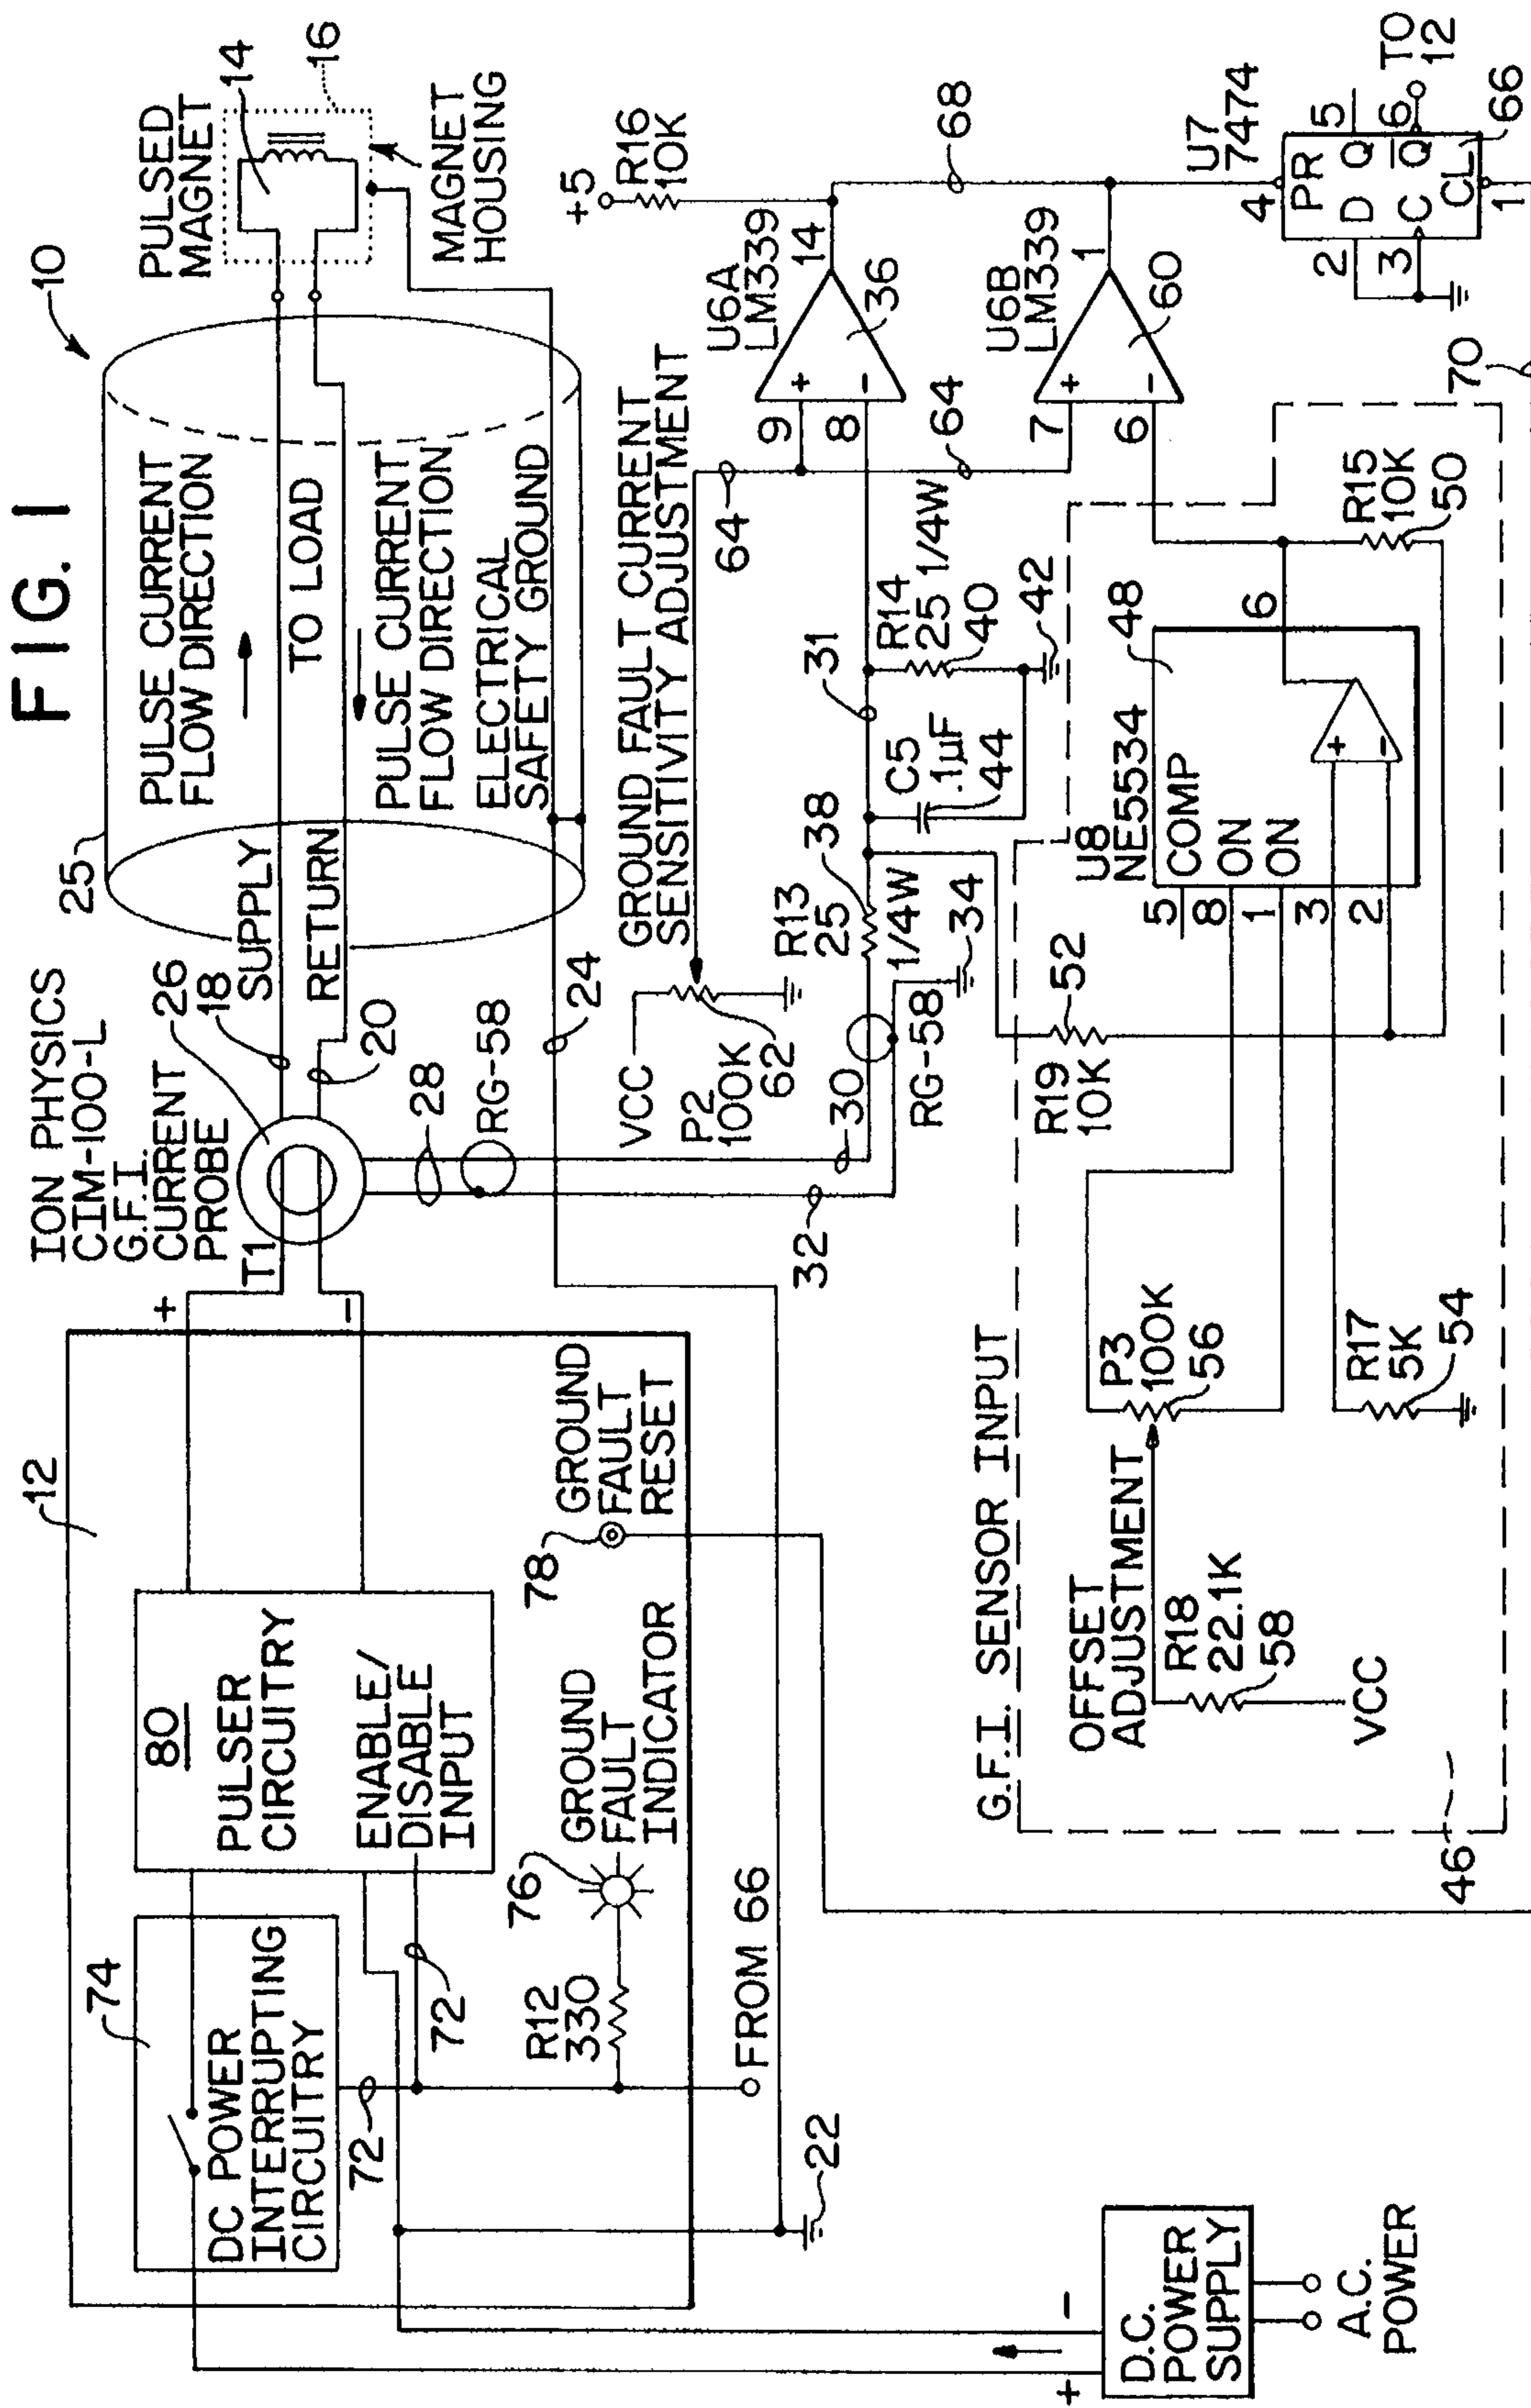 FIG. 1
10
PULSED
MAGNET
14
16
MAGNET
HOUSING
25
PULSE CURRENT
FLOW DIRECTION
TO LOAD
PULSE CURRENT
FLOW DIRECTION
ELECTRICAL
SAFETY GROUND
SUPPLY
RETURN
ION PHYSICS
CIM-100-L
G.F.I.
CURRENT
PROBE
26
18
20
24
T1
+
-
28
RG-58
12
80
PULSER
CIRCUITRY
ENABLE/
DISABLE
INPUT
74
DC POWER
INTERRUPTING
CIRCUITRY
72
72
R12
330
76
GROUND
FAULT
INDICATOR
78
GROUND
FAULT
RESET
FROM 66
22
D.C.
POWER
SUPPLY
+
-
A.C.
POWER
GROUND FAULT CURRENT
SENSITIVITY ADJUSTMENT
VCC
P2
100K
62
64
64
30
32
RG-58
34
R13
25
1/4W
38
31
C5
.1µF
44
R14
25 1/4W
40
42
+5
R16
10K
U6A
LM339
9
8
+
-
14
36
U6B
LM339
7
6
+
-
1
60
68
U7
7474
4
PR
2
D
Q
5
3
C
Q
6
TO
12
CL
1
66
70
G.F.I. SENSOR INPUT
R19
10K
52
U8
NE5534
48
5
COMP
8
ON
1
ON
3
+
2
-
6
R15
10K
50
OFFSET
ADJUSTMENT
P3
100K
56
R18
22.1K
58
VCC
R17
5K
54
46